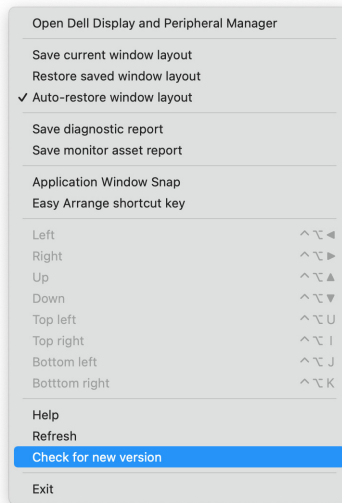 Open Dell Display and Peripheral Manager
Save current window layout
Restore saved window layout
✓ Auto-restore window layout
Save diagnostic report
Save monitor asset report
Application Window Snap
Easy Arrange shortcut key
Left ^⌥◀
Right ^⌥▶
Up ^⌥▲
Down ^⌥▼
Top left ^⌥U
Top right ^⌥I
Bottom left ^⌥J
Botttom right ^⌥K
Help
Refresh
Check for new version
Exit